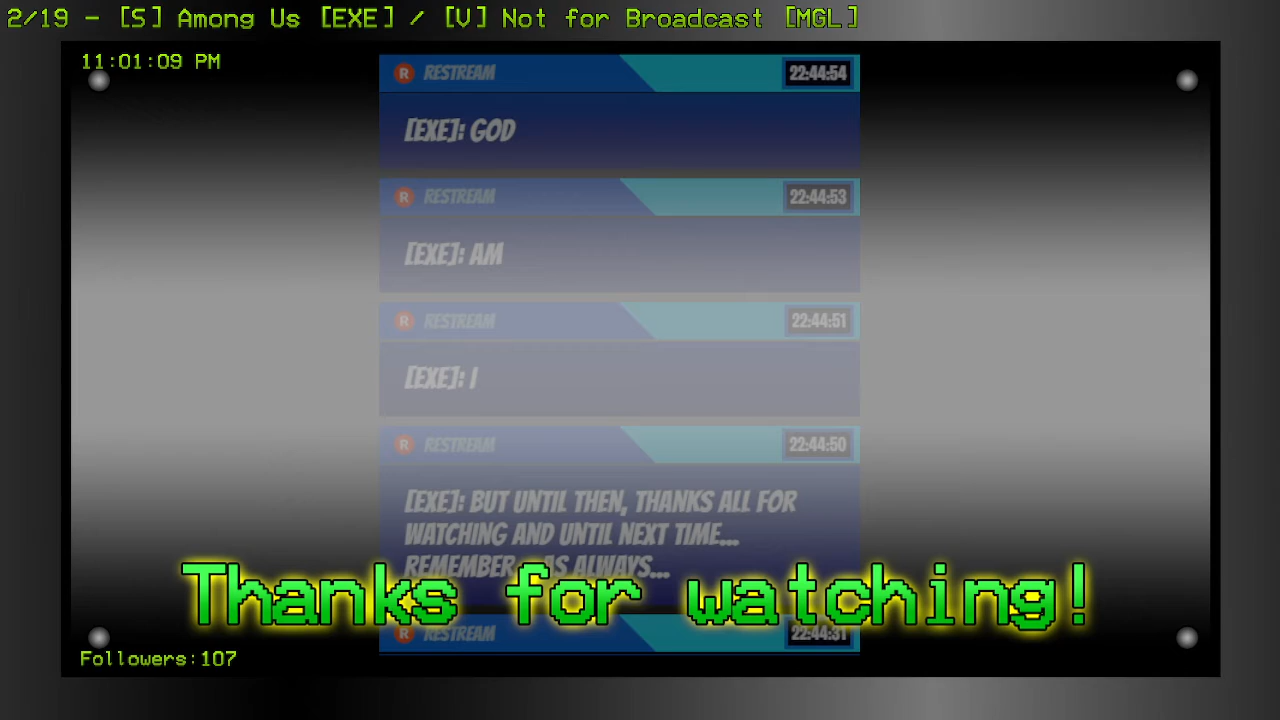 2/19 - [S] Among Us [EXE] / [V] Not for Broadcast [MGL]
11:01:09 PM
R RESTREAM 22:44:54
[EXE]: GOD
R RESTREAM 22:44:53
[EXE]: AM
R RESTREAM 22:44:51
[EXE]: I
R RESTREAM 22:44:50
[EXE]: BUT UNTIL THEN, THANKS ALL FOR
WATCHING AND UNTIL NEXT TIME...
REMEMBER... AS ALWAYS...
Thanks for watching!
R RESTREAM 22:44:31
Followers:107